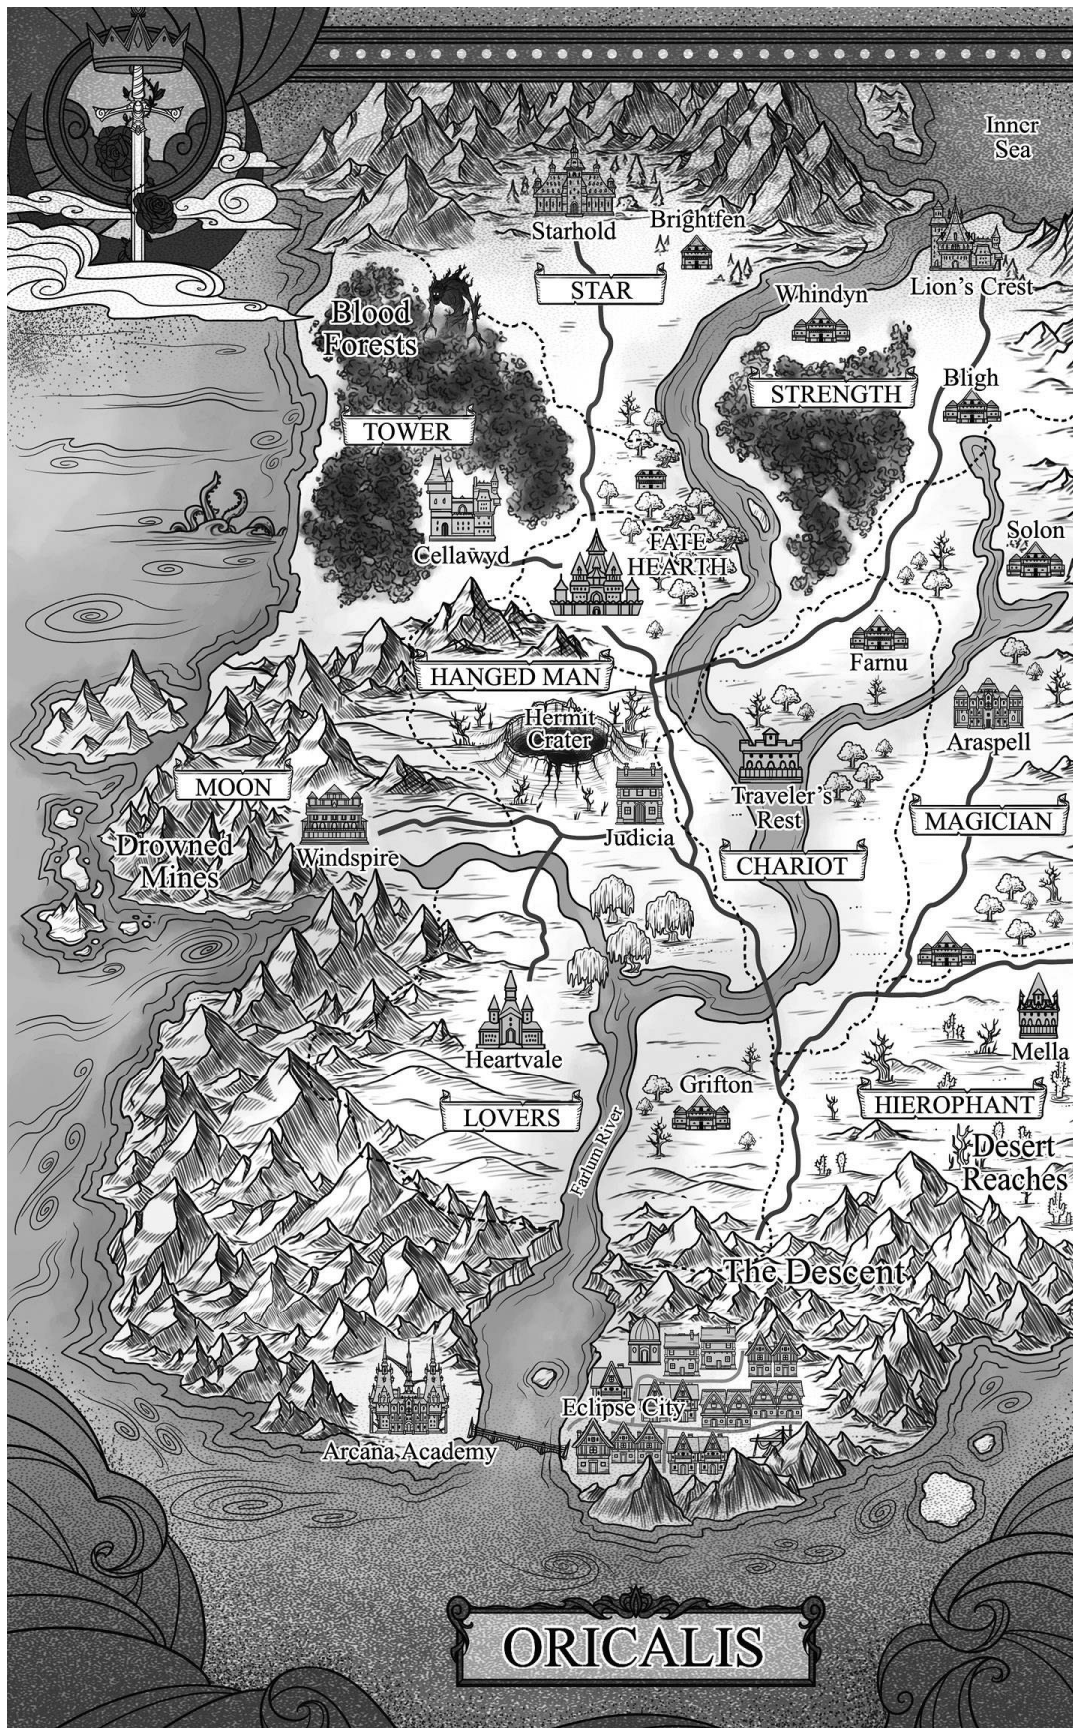 Inner
Sea
Starhold
Brightfen
STAR
Lion's Crest
Whindyn
Blood
Forests
STRENGTH
Bligh
TOWER
Cellawyd
FATE
HEARTH
Solon
Farnu
HANGED MAN
Hermit
Crater
Araspell
MOON
Traveler's
Rest
MAGICIAN
Judicia
Drowned
Mines
Windspire
CHARIOT
Heartvale
Mella
Grifton
LOVERS
HIEROPHANT
Farlum River
Desert
Reaches
The Descent
Eclipse City
Arcana Academy
ORICALIS